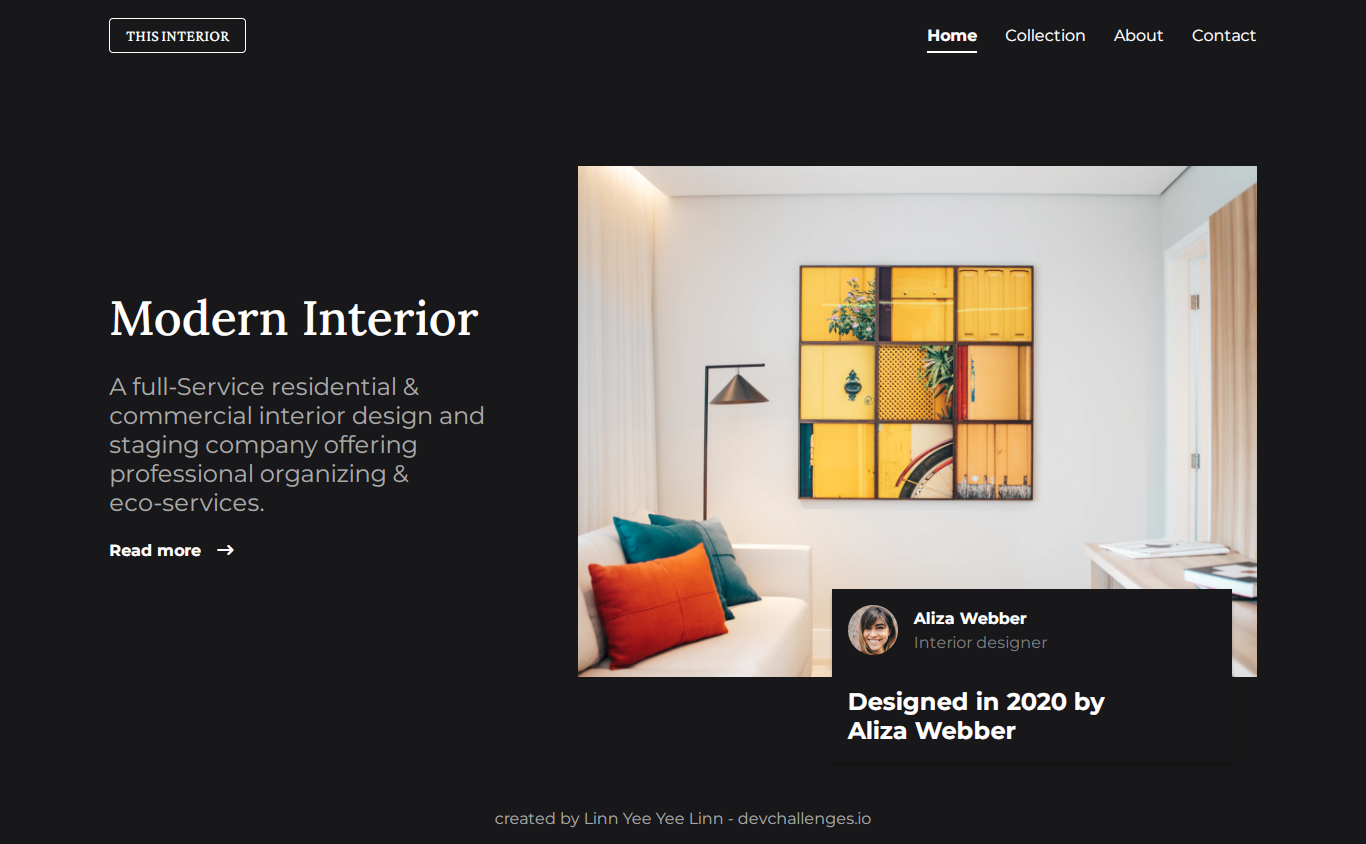 THIS INTERIOR
Home Collection About Contact
Modern Interior
A full-Service residential &
commercial interior design and
staging company offering
professional organizing &
eco-services.
Read more
Aliza Webber
Interior designer
Designed in 2020 by
Aliza Webber
created by Linn Yee Yee Linn - devchallenges.io